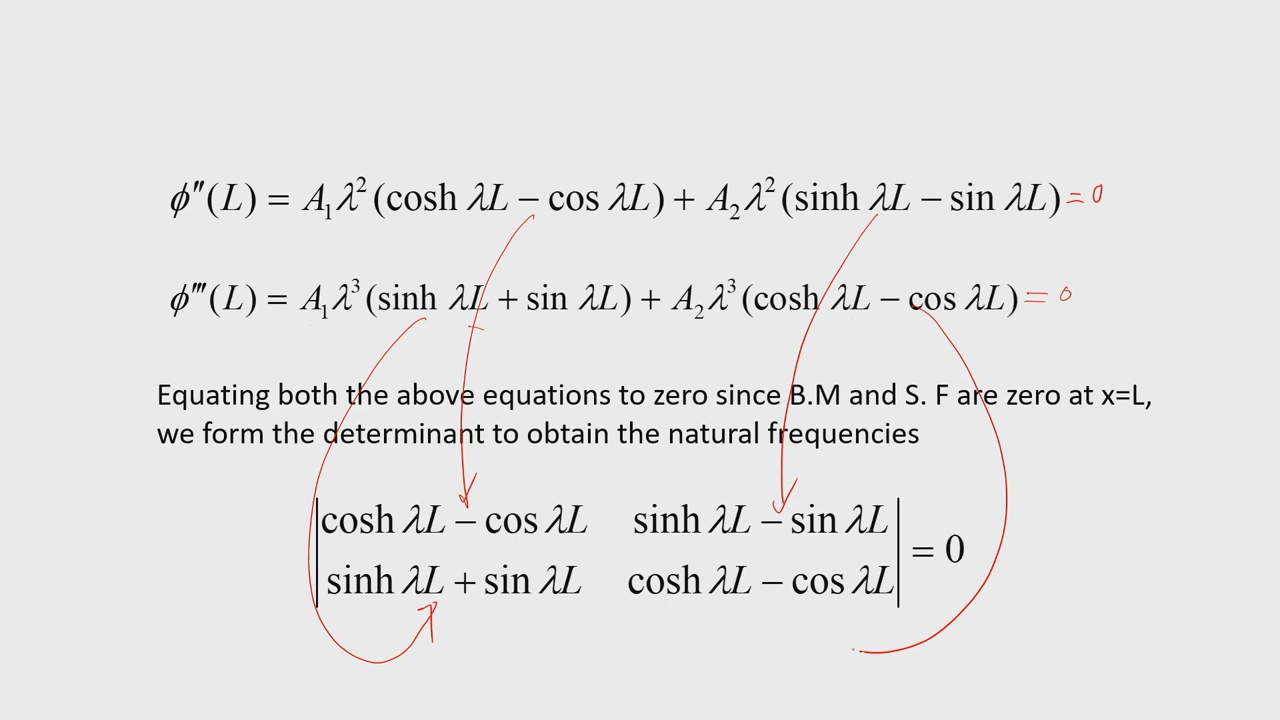 ϕ″(L) = A₁λ²(cosh λL − cos λL) + A₂λ²(sinh λL − sin λL) = 0
ϕ‴(L) = A₁λ³(sinh λL + sin λL) + A₂λ³(cosh λL − cos λL) = 0
Equating both the above equations to zero since B.M and S. F are zero at x=L,
we form the determinant to obtain the natural frequencies
|cosh λL − cos λL sinh λL − sin λL|
|sinh λL + sin λL cosh λL − cos λL| = 0